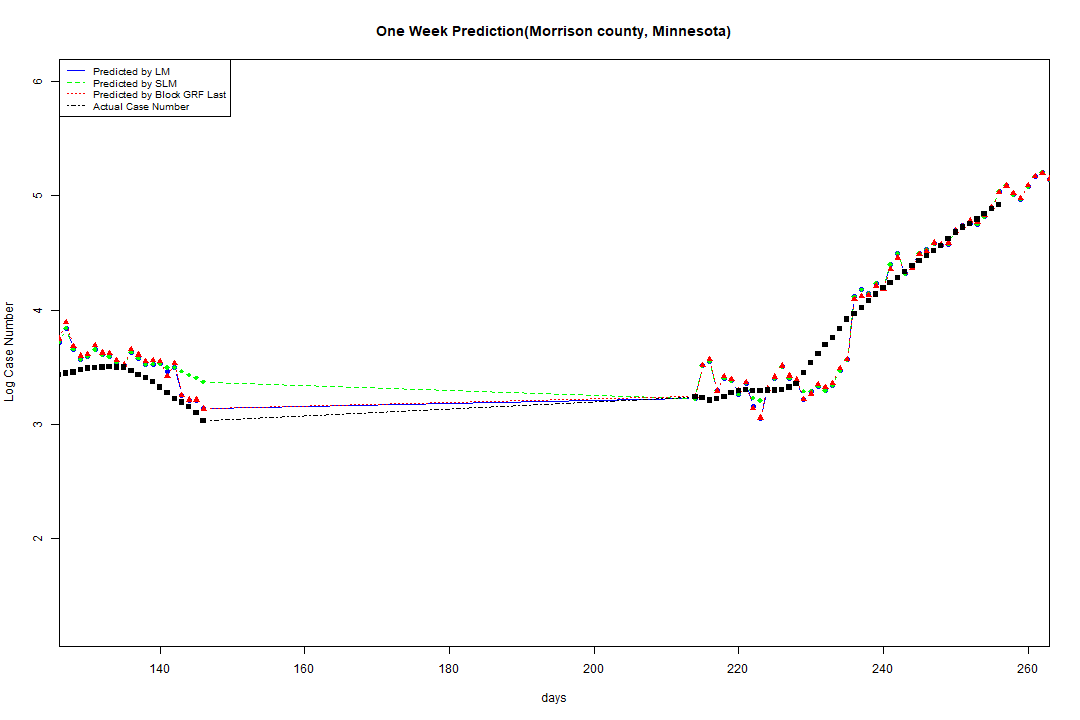 One Week Prediction(Morrison county, Minnesota)
Predicted by LM
Predicted by SLM
Predicted by Block GRF Last
Actual Case Number
Log Case Number
6
5
4
3
2
140
160
180
200
220
240
260
days